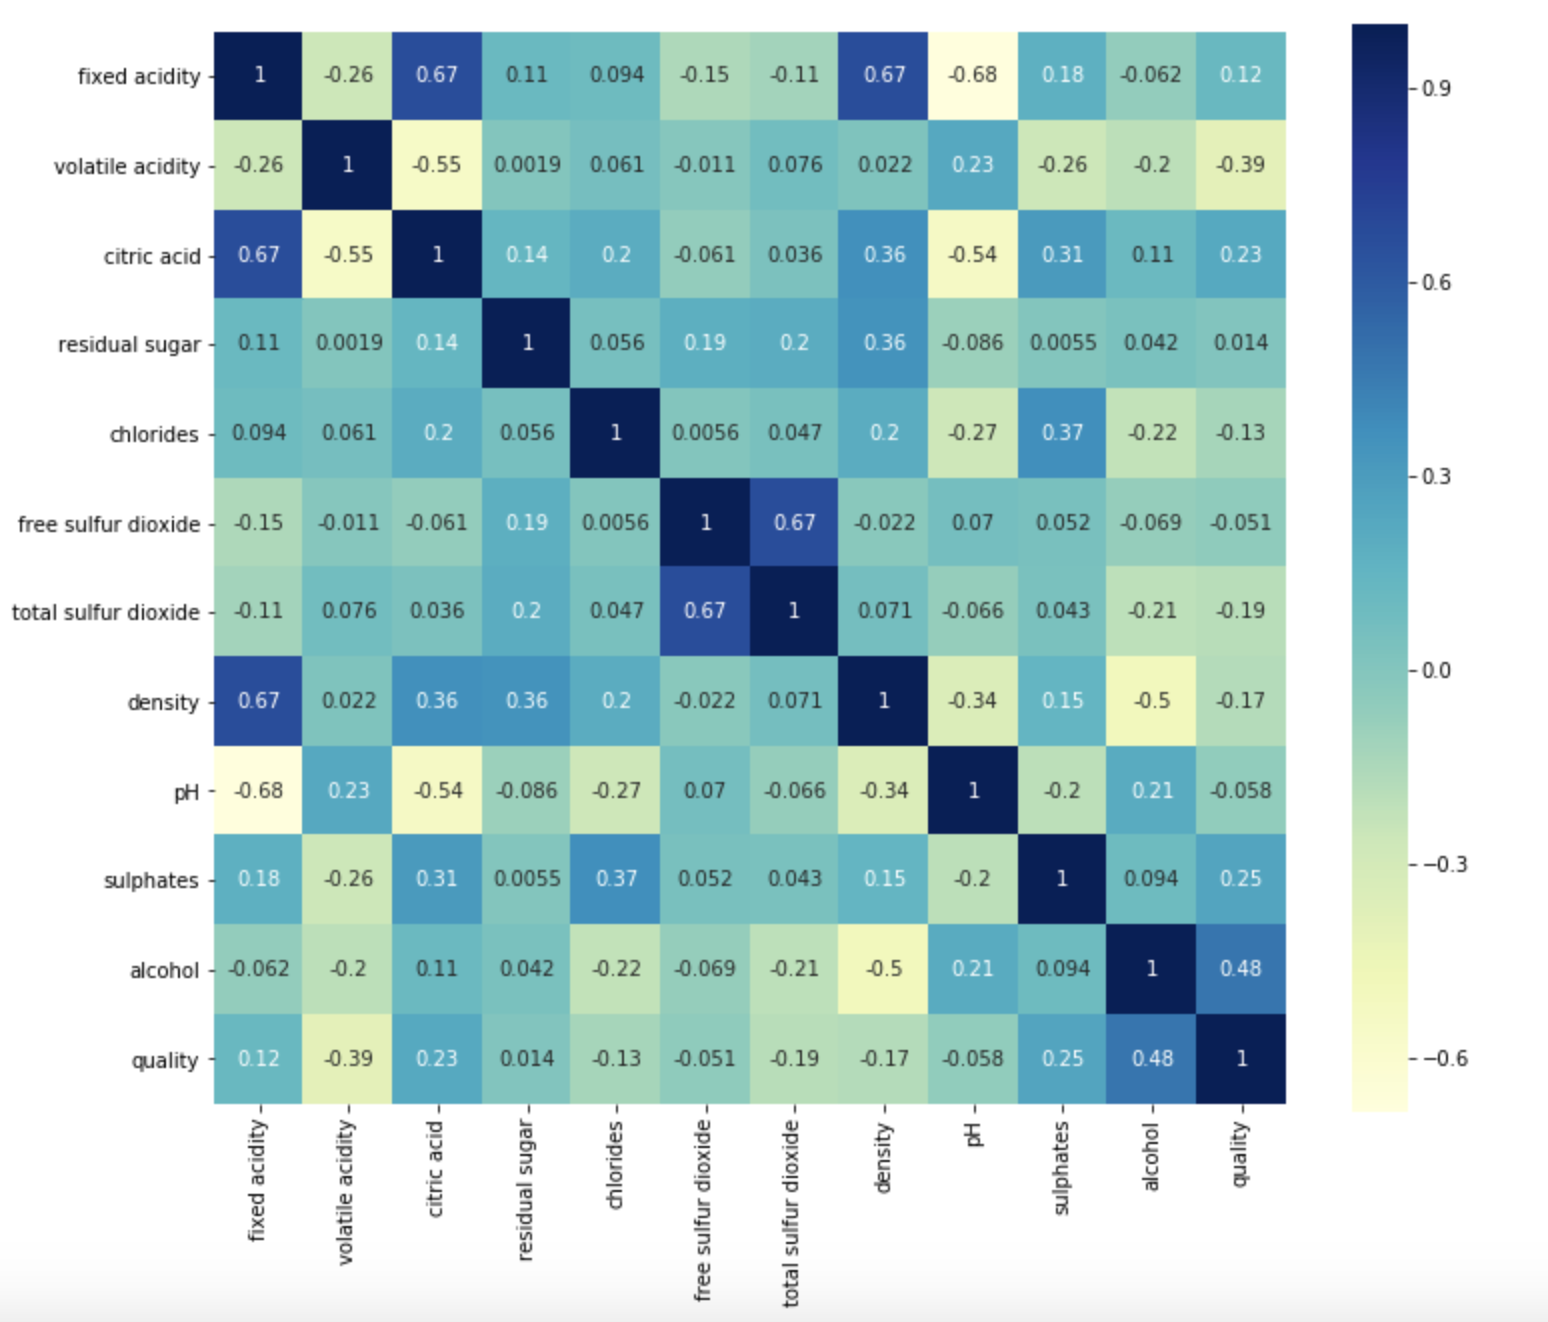 fixed acidity 1 -0.26 0.67 0.11 0.094 -0.15 -0.11 0.67 -0.68 0.18 -0.062 0.12
0.9
volatile acidity -0.26 1 -0.55 0.0019 0.061 -0.011 0.076 0.022 0.23 -0.26 -0.2 -0.39
citric acid 0.67 -0.55 1 0.14 0.2 -0.061 0.036 0.36 -0.54 0.31 0.11 0.23
0.6
residual sugar 0.11 0.0019 0.14 1 0.056 0.19 0.2 0.36 -0.086 0.0055 0.042 0.014
chlorides 0.094 0.061 0.2 0.056 1 0.0056 0.047 0.2 -0.27 0.37 -0.22 -0.13
0.3
free sulfur dioxide -0.15 -0.011 -0.061 0.19 0.0056 1 0.67 -0.022 0.07 0.052 -0.069 -0.051
total sulfur dioxide -0.11 0.076 0.036 0.2 0.047 0.67 1 0.071 -0.066 0.043 -0.21 -0.19
0.0
density 0.67 0.022 0.36 0.36 0.2 -0.022 0.071 1 -0.34 0.15 -0.5 -0.17
pH -0.68 0.23 -0.54 -0.086 -0.27 0.07 -0.066 -0.34 1 -0.2 0.21 -0.058
−0.3
sulphates 0.18 -0.26 0.31 0.0055 0.37 0.052 0.043 0.15 -0.2 1 0.094 0.25
alcohol -0.062 -0.2 0.11 0.042 -0.22 -0.069 -0.21 -0.5 0.21 0.094 1 0.48
quality 0.12 -0.39 0.23 0.014 -0.13 -0.051 -0.19 -0.17 -0.058 0.25 0.48 1
−0.6
fixed acidity
volatile acidity
citric acid
residual sugar
chlorides
free sulfur dioxide
total sulfur dioxide
density
pH
sulphates
alcohol
quality